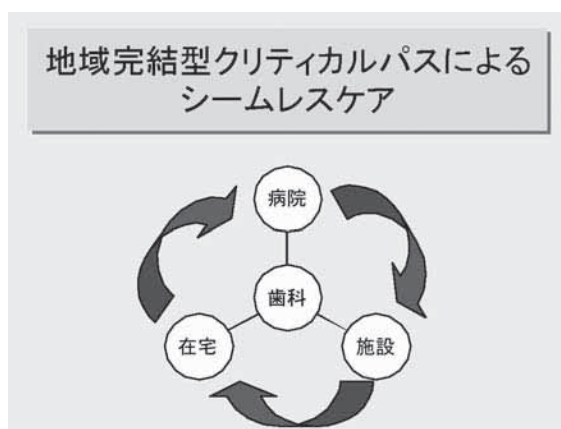 地域完結型クリティカルパスによる
シームレスケア
病院
歯科
在宅
施設